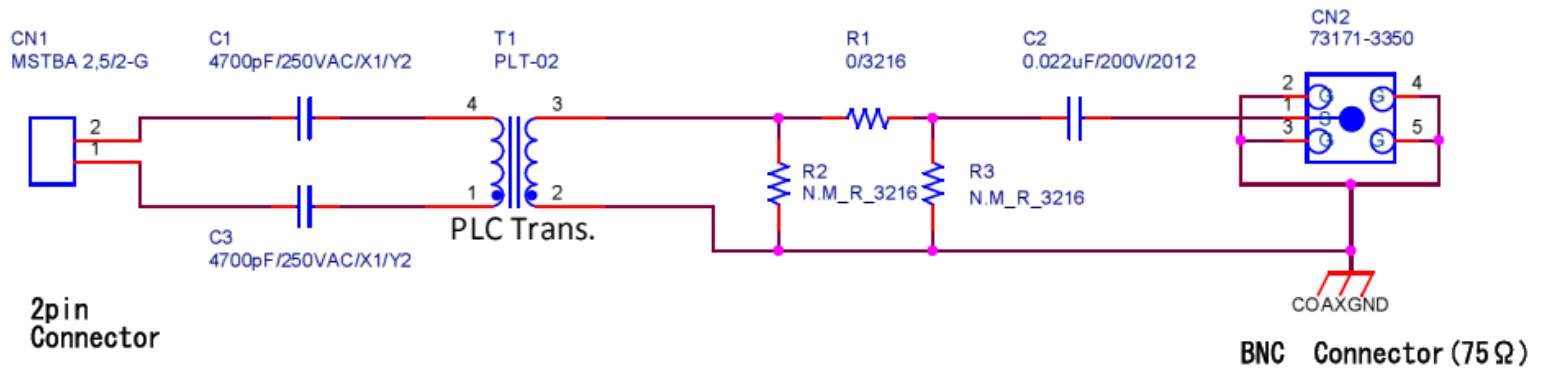 CN1
MSTBA 2,5/2-G
C1
4700pF/250VAC/X1/Y2
T1
PLT-02
R1
0/3216
C2
0.022uF/200V/2012
CN2
73171-3350
2
1
4
3
1
2
2
1
3
4
5
G
G
S
G
G
R2
N.M_R_3216
R3
N.M_R_3216
PLC Trans.
C3
4700pF/250VAC/X1/Y2
COAXGND
2pin
Connector
BNC Connector(75Ω)